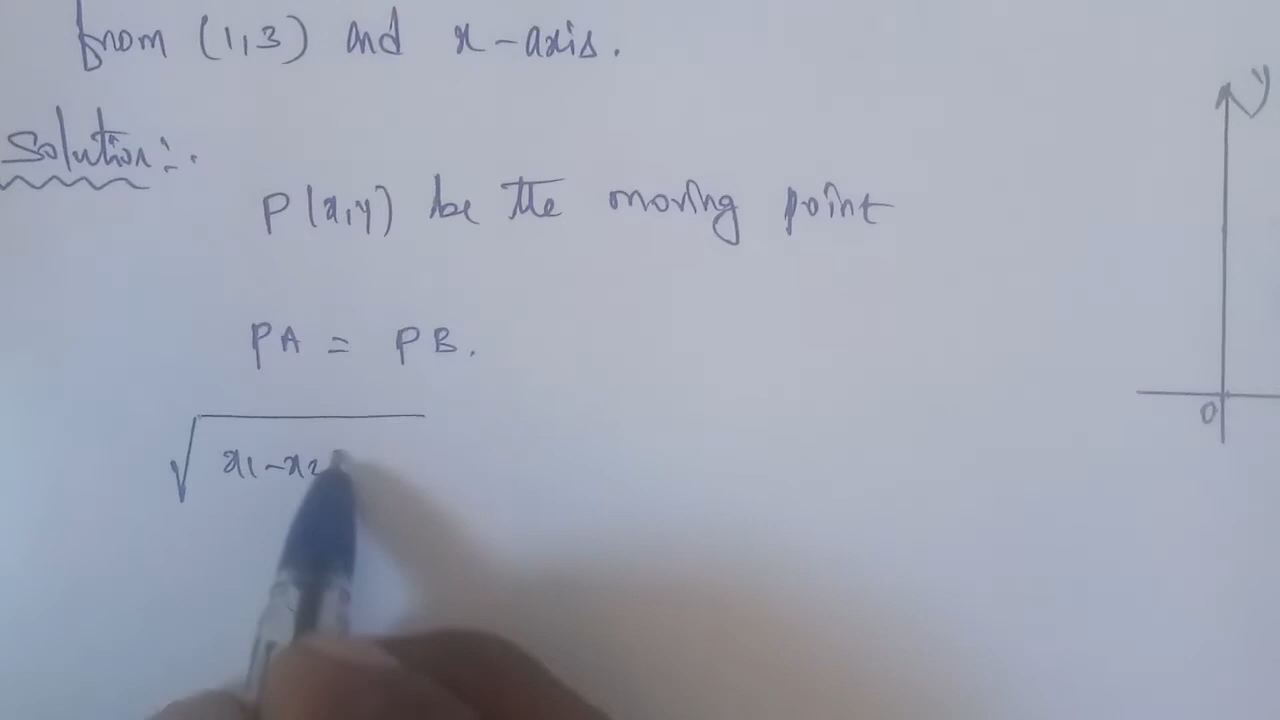 from (1,3) and x-axis.
Solution:-
P(x,y) be the moving point
PA = PB.
√x1-x2
y
0